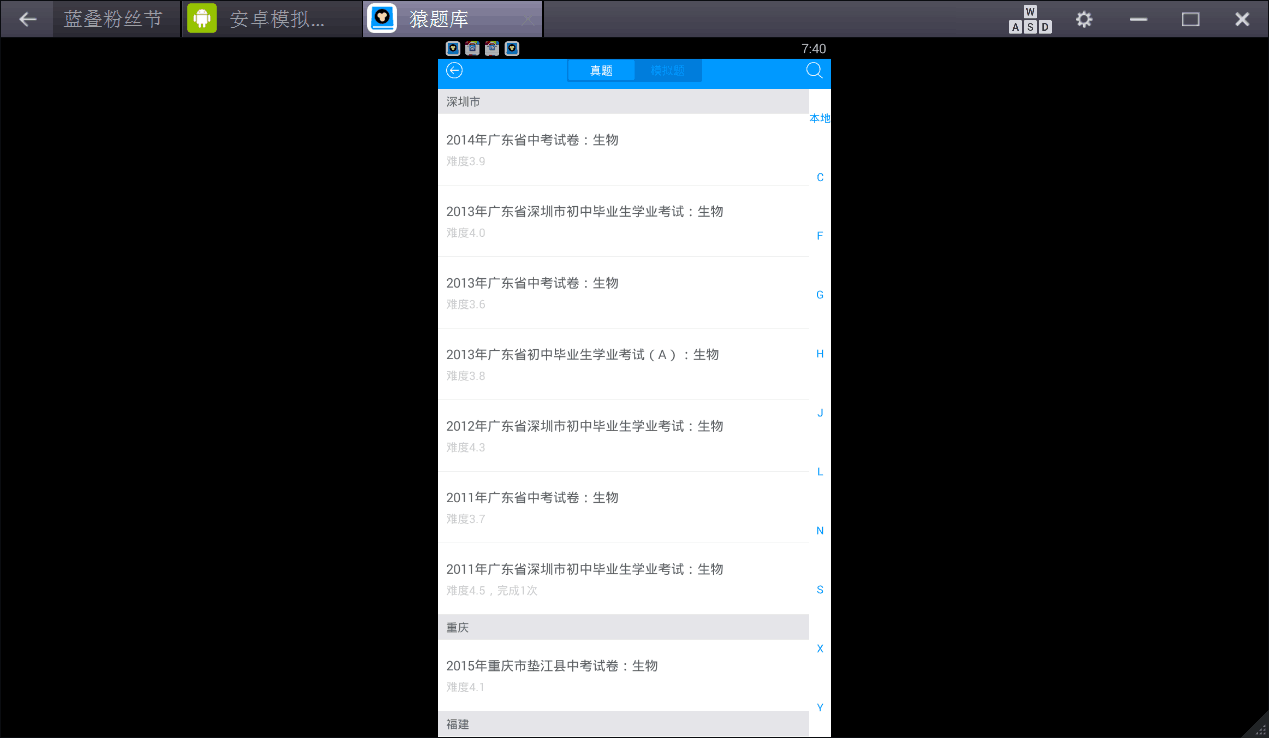 蓝叠粉丝节
安卓模拟...
猿题库
W
A S D
7:40
真题
模拟题
深圳市
本地
2014年广东省中考试卷：生物
难度3.9
C
2013年广东省深圳市初中毕业生学业考试：生物
难度4.0
F
2013年广东省中考试卷：生物
难度3.6
G
2013年广东省初中毕业生学业考试（A）：生物
难度3.8
H
2012年广东省深圳市初中毕业生学业考试：生物
难度4.3
J
L
2011年广东省中考试卷：生物
难度3.7
N
2011年广东省深圳市初中毕业生学业考试：生物
难度4.5，完成1次
S
重庆
X
2015年重庆市垫江县中考试卷：生物
难度4.1
Y
福建